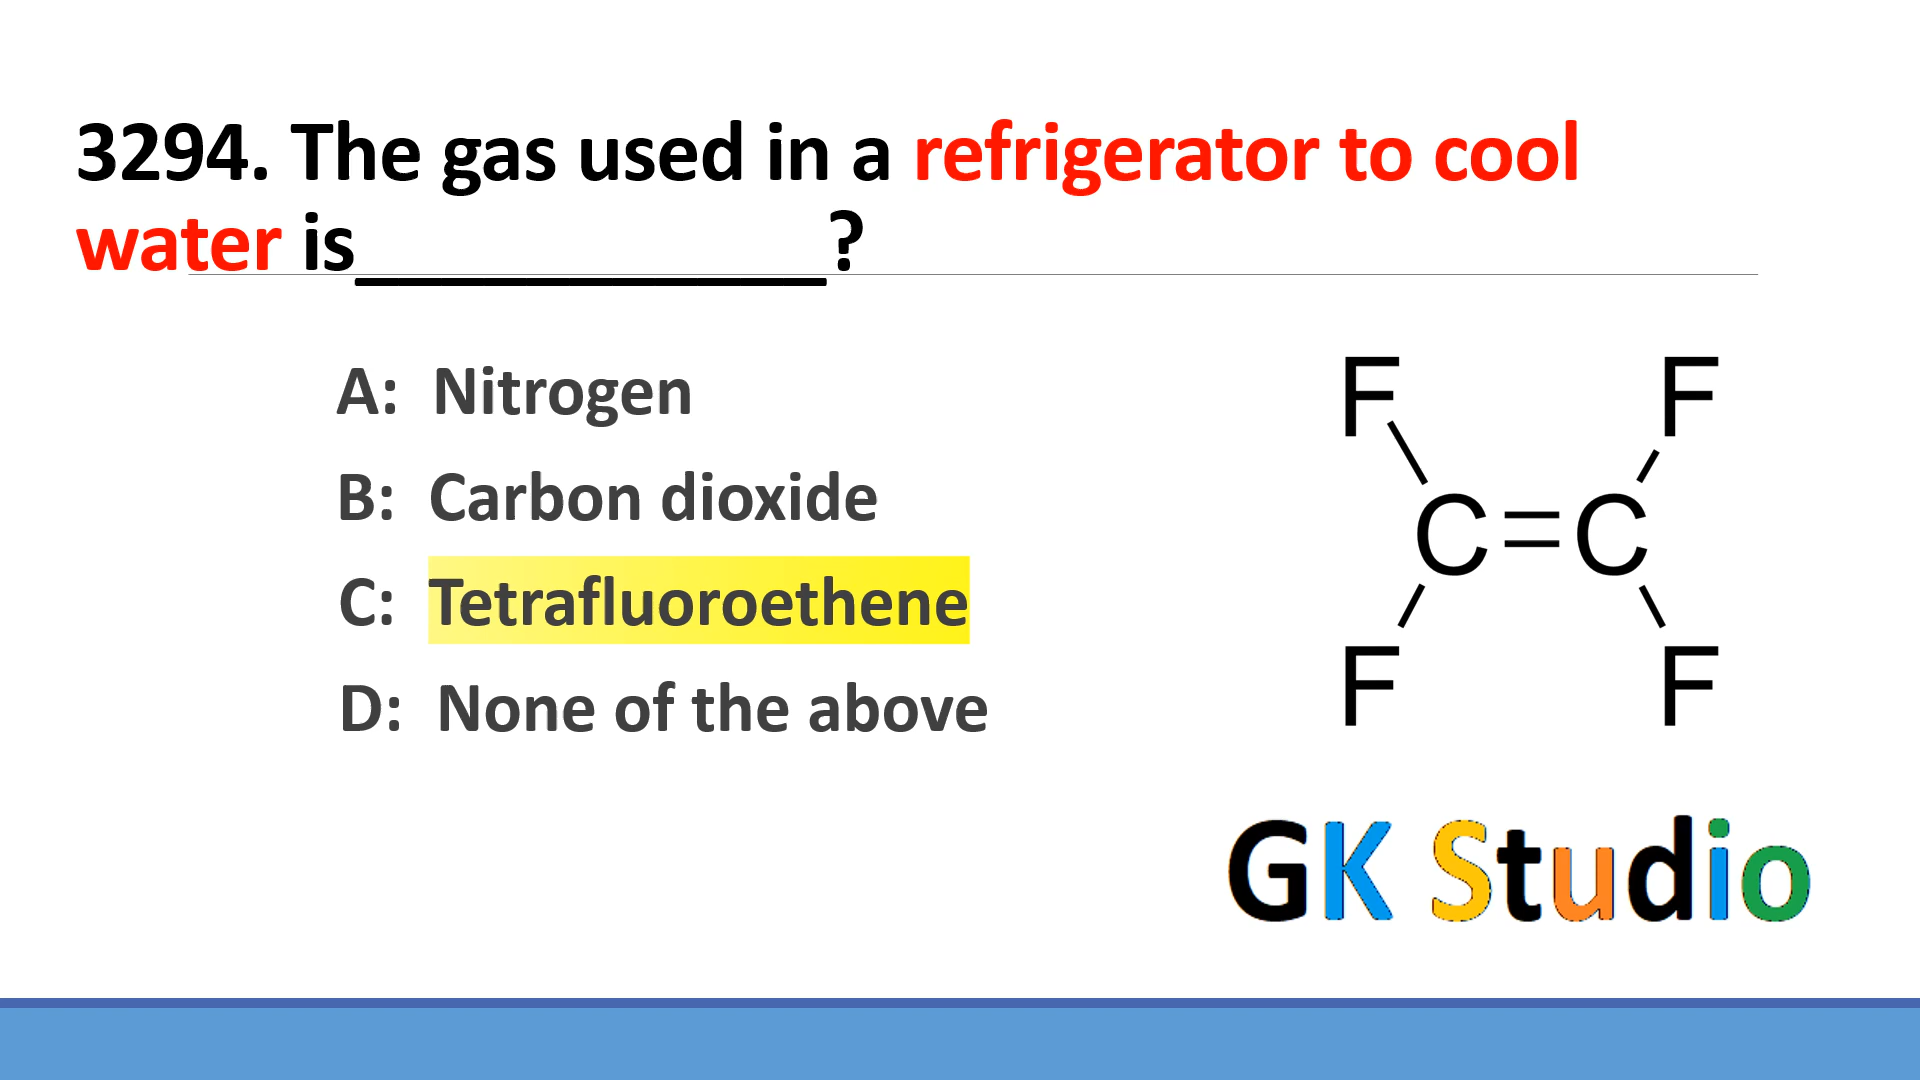 3294. The gas used in a refrigerator to cool
water is____________?
A: Nitrogen
B: Carbon dioxide
C: Tetrafluoroethene
D: None of the above
F F
C=C
F F
GK Studio